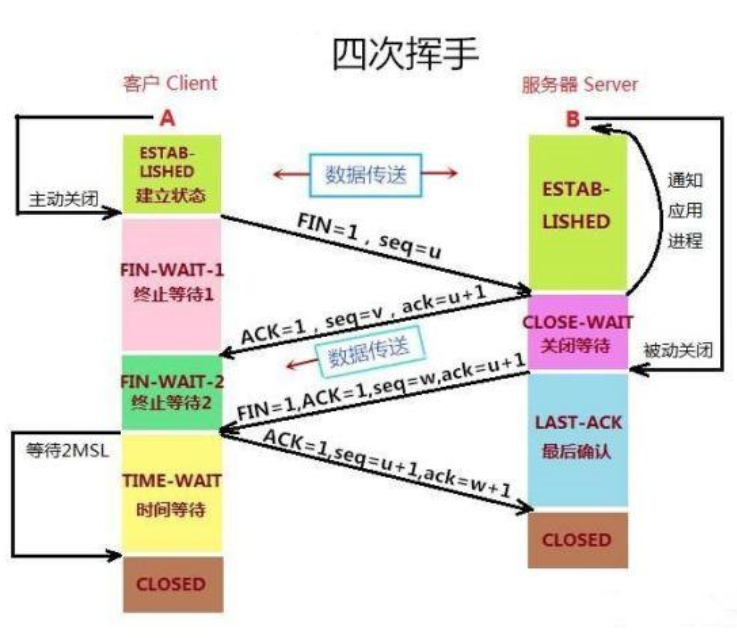 四次挥手
客户 Client
服务器 Server
A
B
ESTAB-
LISHED
建立状态
数据传送
ESTAB-
LISHED
通知
应用
进程
主动关闭
FIN=1 , seq=u
FIN-WAIT-1
终止等待1
ACK=1 , seq=v , ack=u+1
CLOSE-WAIT
关闭等待
被动关闭
数据传送
FIN-WAIT-2
终止等待2
FIN=1,ACK=1,seq=w,ack=u+1
LAST-ACK
最后确认
等待2MSL
ACK=1,seq=u+1,ack=w+1
TIME-WAIT
时间等待
CLOSED
CLOSED